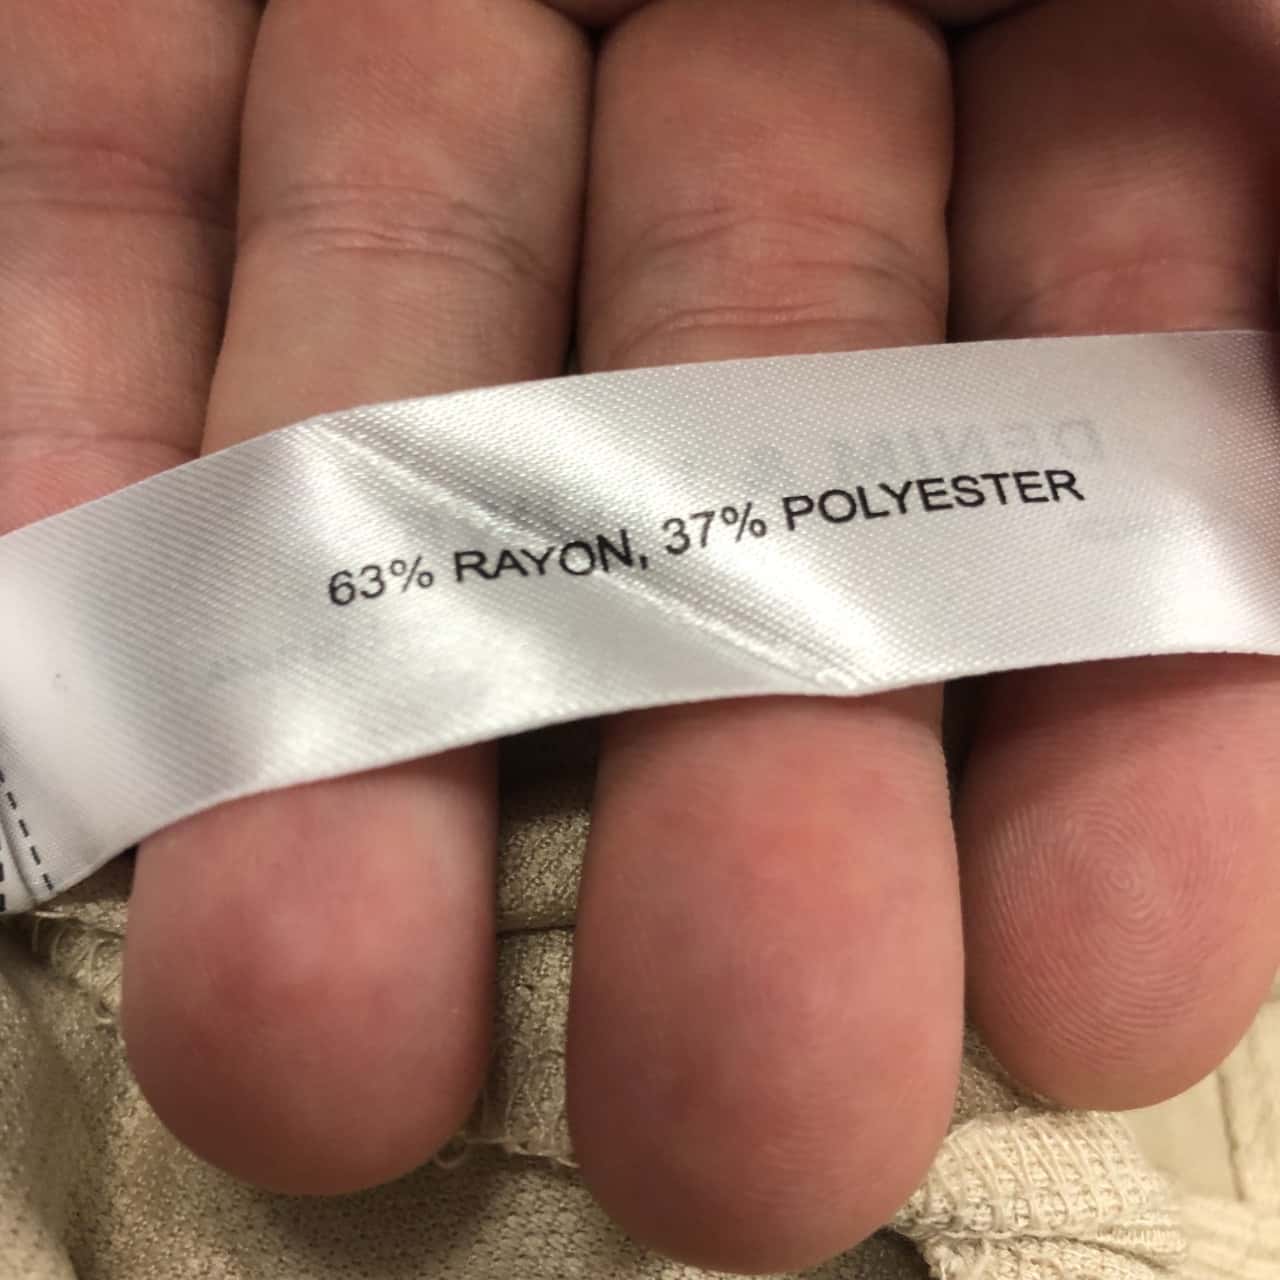 63% RAYON, 37% POLYESTER